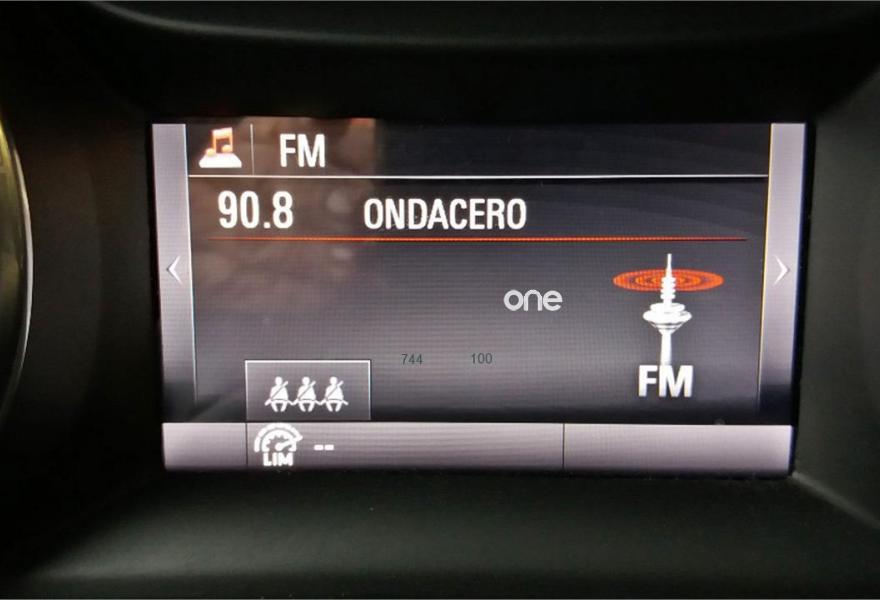 FM
90.8 ONDACERO
one
744 100
FM
LIM --